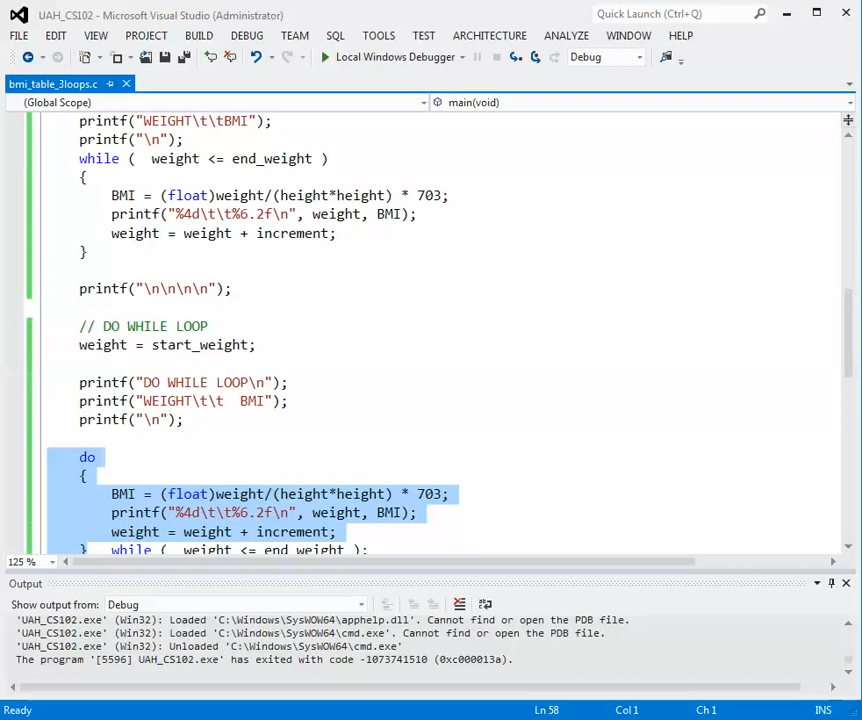 UAH_CS102 - Microsoft Visual Studio (Administrator)
Quick Launch (Ctrl+Q)
FILE EDIT VIEW PROJECT BUILD DEBUG TEAM SQL TOOLS TEST ARCHITECTURE ANALYZE WINDOW HELP
Local Windows Debugger Debug
bmi_table_3loops.c
(Global Scope) main(void)
printf("WEIGHT\t\tBMI");
printf("\n");
while (  weight <= end_weight )
{
BMI = (float)weight/(height*height) * 703;
printf("%4d\t\t%6.2f\n", weight, BMI);
weight = weight + increment;
}
printf("\n\n\n\n");
// DO WHILE LOOP
weight = start_weight;
printf("DO WHILE LOOP\n");
printf("WEIGHT\t\t  BMI");
printf("\n");
do
{
BMI = (float)weight/(height*height) * 703;
printf("%4d\t\t%6.2f\n", weight, BMI);
weight = weight + increment;
}   while (  weight <= end_weight );
125 %
Output
Show output from: Debug
'UAH_CS102.exe' (Win32): Loaded 'C:\Windows\SysWOW64\apphelp.dll'. Cannot find or open the PDB file.
'UAH_CS102.exe' (Win32): Loaded 'C:\Windows\SysWOW64\cmd.exe'. Cannot find or open the PDB file.
'UAH_CS102.exe' (Win32): Unloaded 'C:\Windows\SysWOW64\cmd.exe'
The program '[5596] UAH_CS102.exe' has exited with code -1073741510 (0xc000013a).
Ready Ln 58 Col 1 Ch 1 INS